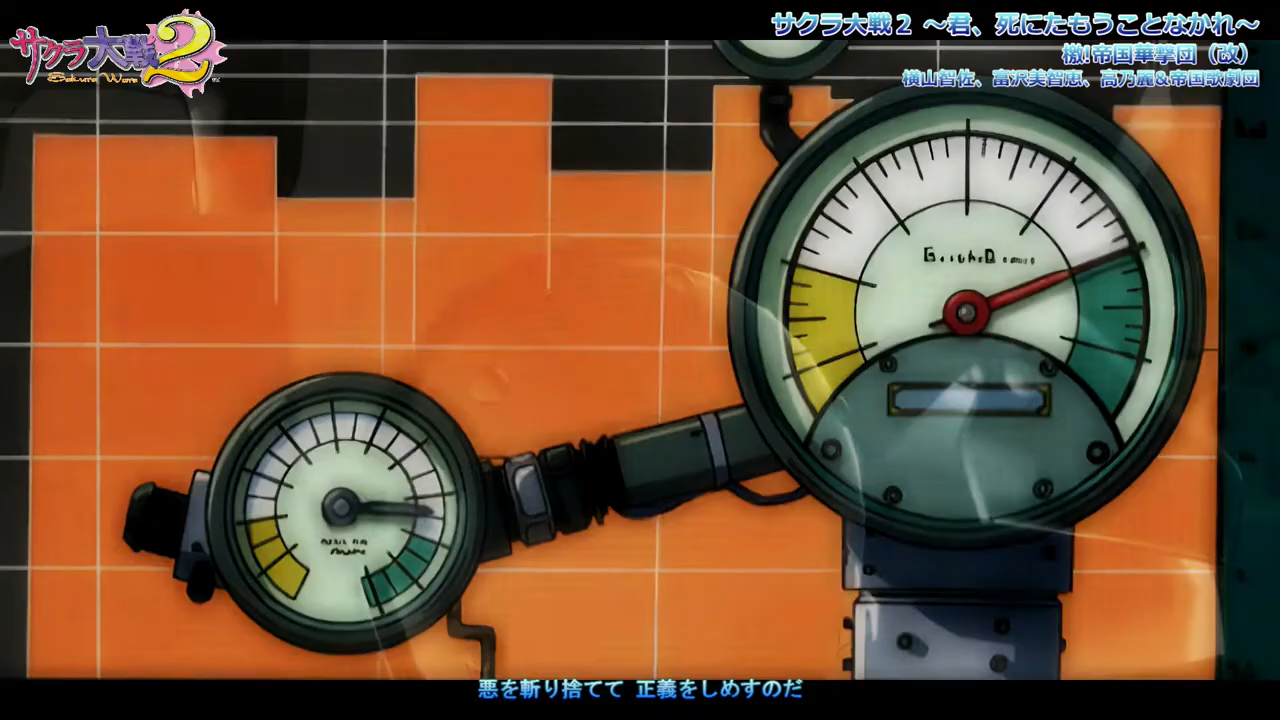 サクラ大戦2
Sakura Wars
サクラ大戦2 ～君、死にたもうことなかれ～
檄!帝国華撃団（改）
横山智佐、富沢美智恵、高乃麗&帝国歌劇団
悪を斬り捨てて 正義をしめすのだ